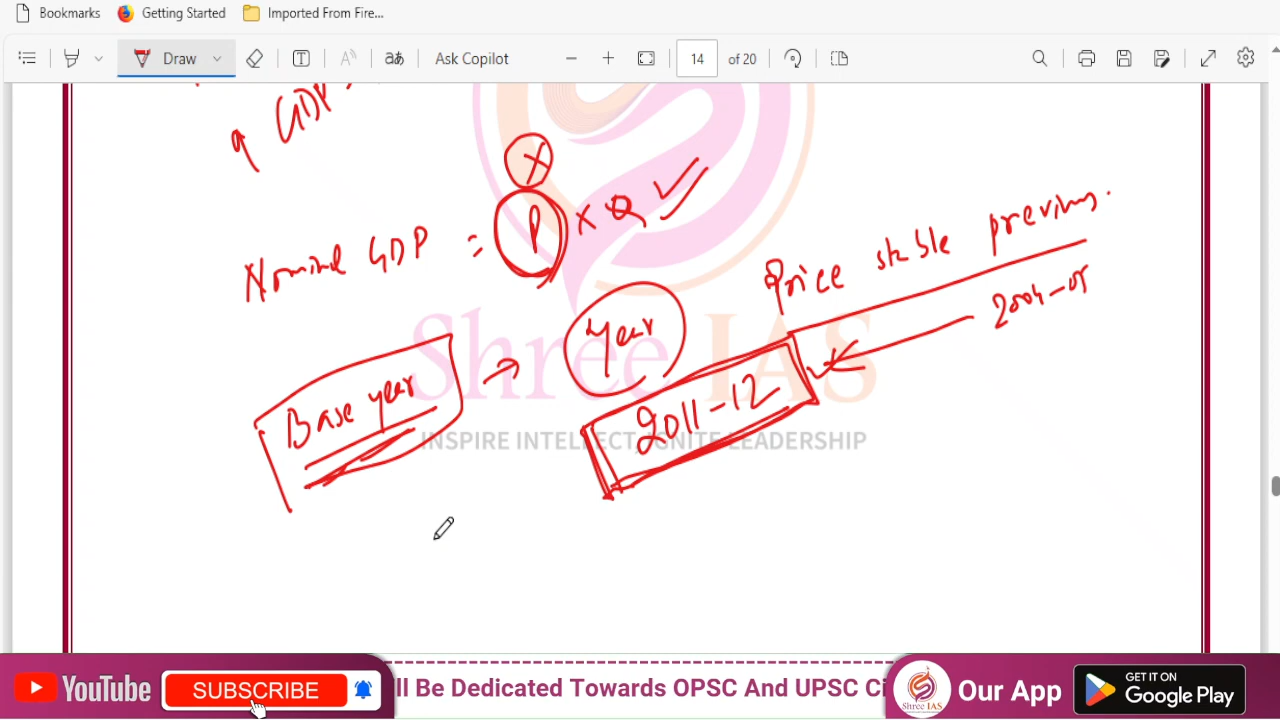 Bookmarks Getting Started Imported From Fire...
Draw Ask Copilot 14 of 20
GDP
X
Nominal GDP = P x Q
Price stable previous.
2004-05
Base year → Year
2011-12
Shree IAS
INSPIRE INTELLECT, IGNITE LEADERSHIP
YouTube SUBSCRIBE ll Be Dedicated Towards OPSC And UPSC Ci Shree IAS Our App GET IT ON Google Play